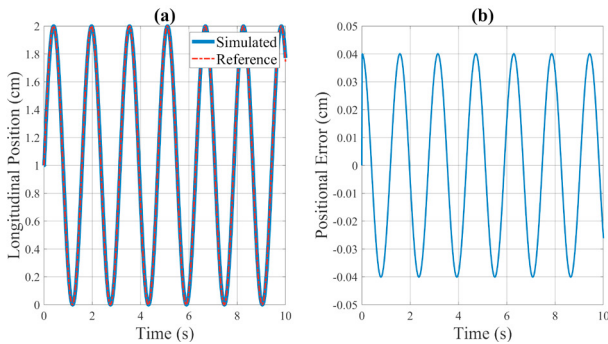 (a)
Longitudinal Position (cm)
2
1.8
1.6
1.4
1.2
1
0.8
0.6
0.4
0.2
0
Simulated
Reference
0 2 4 6 8 10
Time (s)
(b)
Positional Error (cm)
0.05
0.04
0.03
0.02
0.01
0
-0.01
-0.02
-0.03
-0.04
-0.05
0 2 4 6 8 10
Time (s)